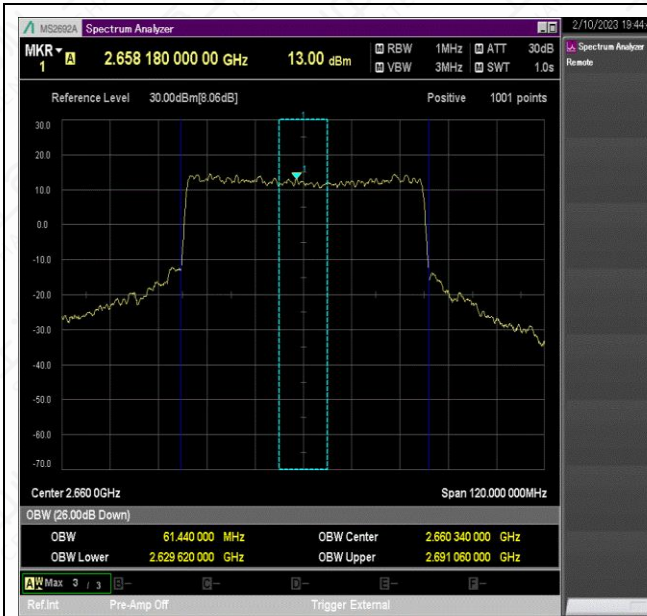 MS2692A Spectrum Analyzer
2/10/2023 19:44:
MKR 1 A 2.658 180 000 00 GHz 13.00 dBm
RBW 1MHz ATT 30dB
VBW 3MHz SWT 1.0s
Spectrum Analyzer
Remote
Reference Level 30.00dBm[8.06dB] Positive 1001 points
30.0
20.0
10.0
0.0
-10.0
-20.0
-30.0
-40.0
-50.0
-60.0
-70.0
1
Center 2.660 0GHz Span 120.000 000MHz
OBW (26.00dB Down)
OBW 61.440 000 MHz OBW Center 2.660 340 000 GHz
OBW Lower 2.629 620 000 GHz OBW Upper 2.691 060 000 GHz
A W Max 3 / 3 B- C- D- E- F-
Ref.Int Pre-Amp Off Trigger External